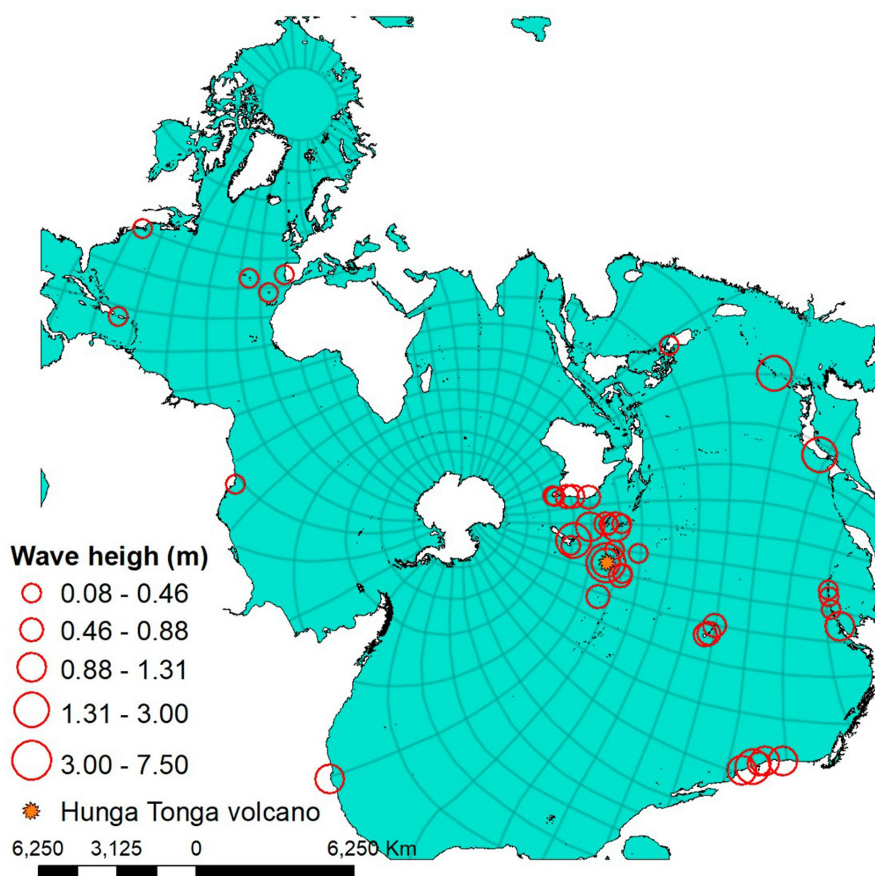 Wave heigh (m)
0.08 - 0.46
0.46 - 0.88
0.88 - 1.31
1.31 - 3.00
3.00 - 7.50
Hunga Tonga volcano
6,250 3,125 0 6,250 Km